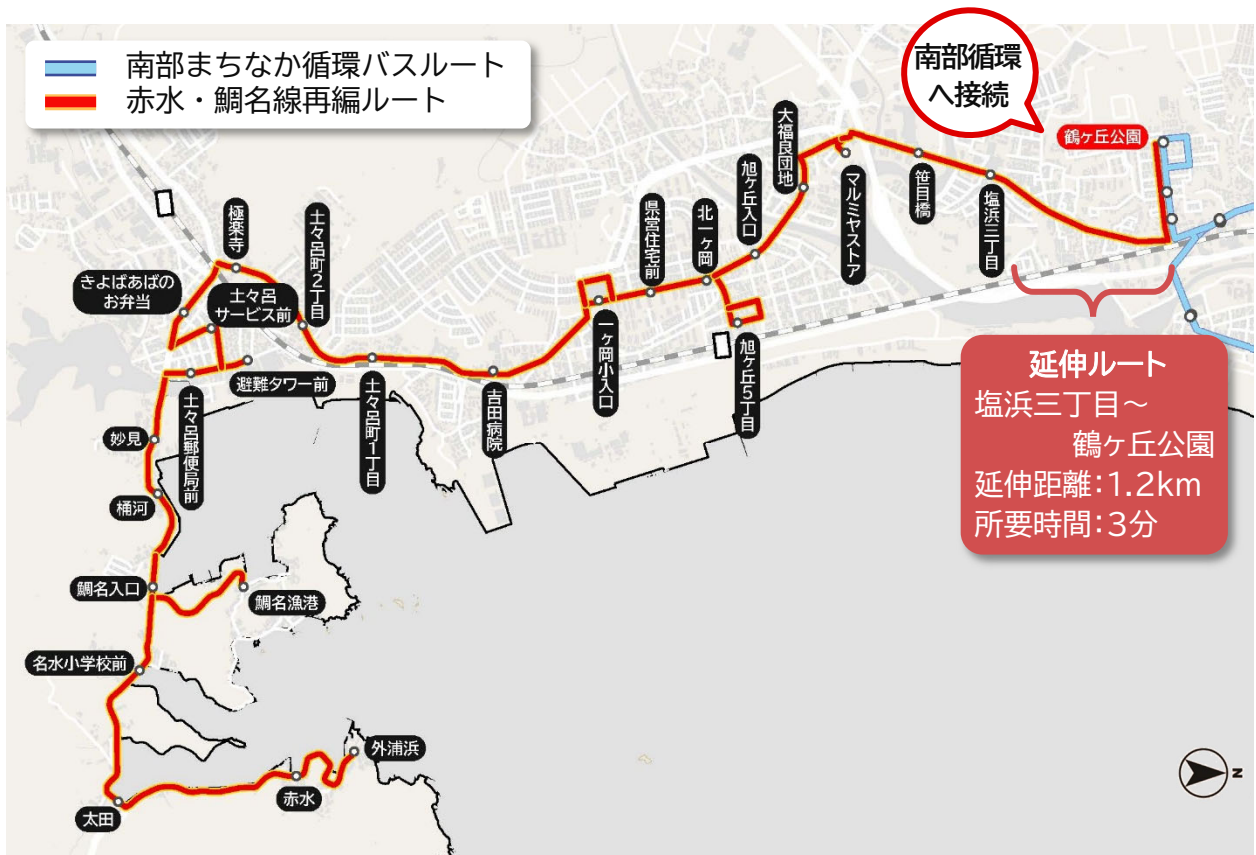 南部まちなか循環バスルート
赤水・鯛名線再編ルート
南部循環
へ接続
鶴ヶ丘公園
大福良団地
マルミヤストア
笹目橋
塩浜三丁目
旭ヶ丘入口
北一ヶ岡
県営住宅前
極楽寺
土々呂町2丁目
きよばあばの
お弁当
土々呂
サービス前
一ヶ岡小入口
旭ヶ丘5丁目
避難タワー前
土々呂町1丁目
吉田病院
土々呂郵便局前
妙見
桶河
鯛名入口
鯛名漁港
名水小学校前
外浦浜
赤水
太田
延伸ルート
塩浜三丁目～
鶴ヶ丘公園
延伸距離：1.2km
所要時間：3分
N